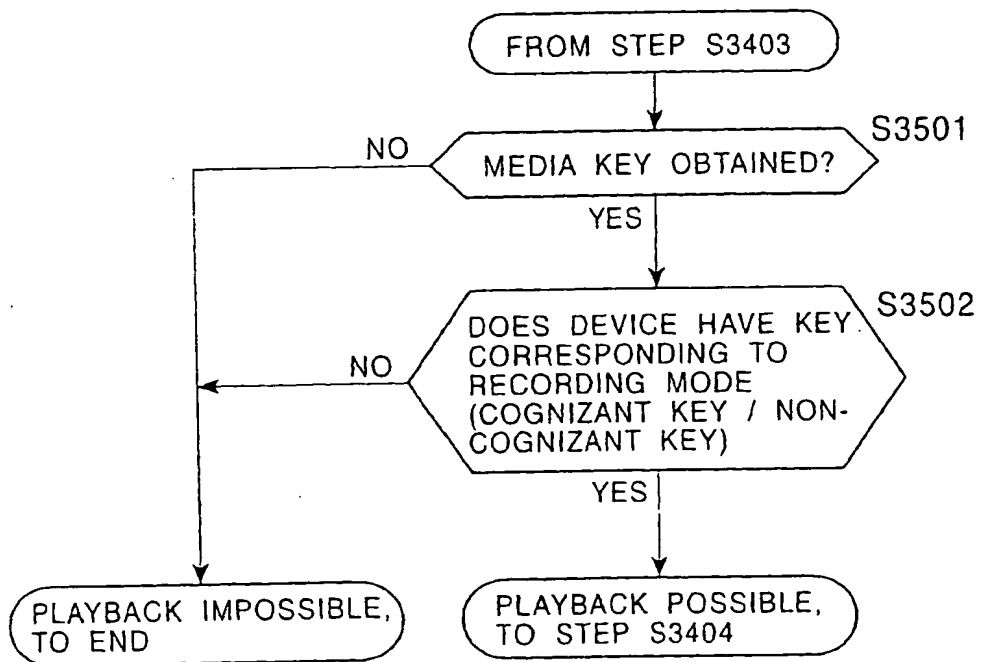 FROM STEP S3403
S3501
NO
MEDIA KEY OBTAINED?
YES
S3502
DOES DEVICE HAVE KEY
CORRESPONDING TO
RECORDING MODE
(COGNIZANT KEY / NON-
COGNIZANT KEY)
NO
YES
PLAYBACK IMPOSSIBLE,
TO END
PLAYBACK POSSIBLE,
TO STEP S3404